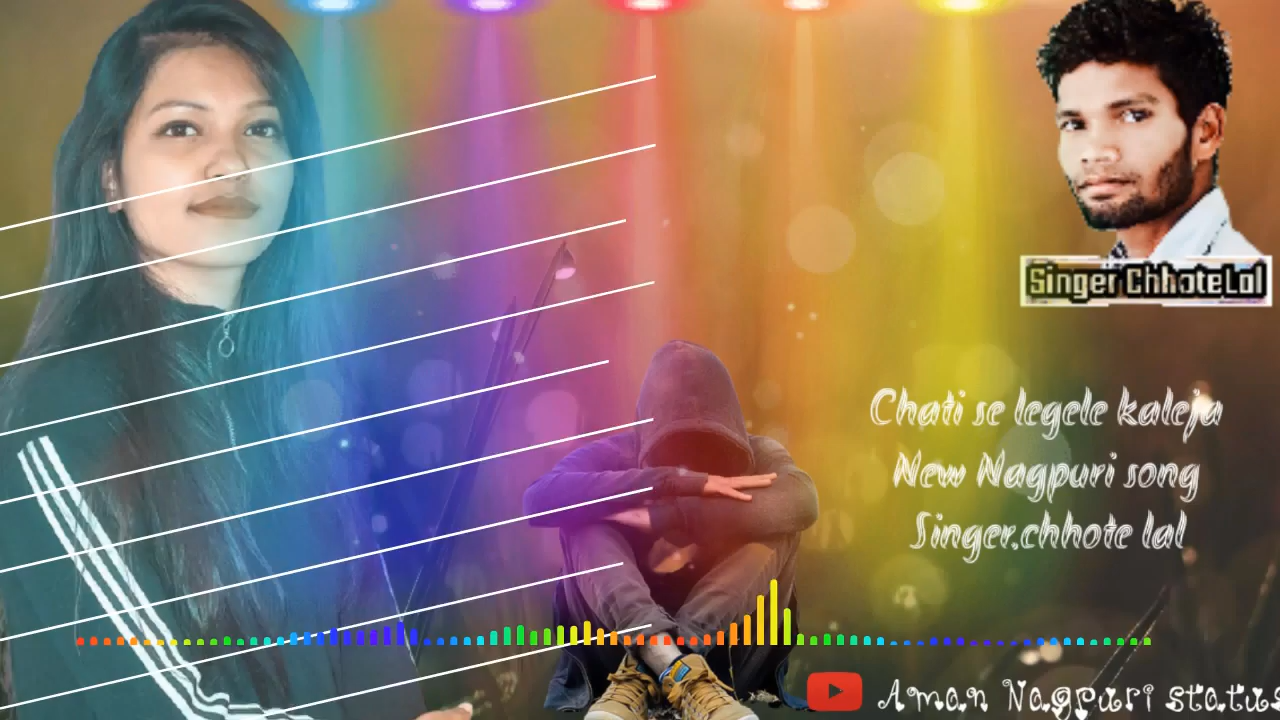 Singer ChhoteLal
Chati se legele kaleja
New Nagpuri song
Singer.chhote lal
Aman Nagpuri status